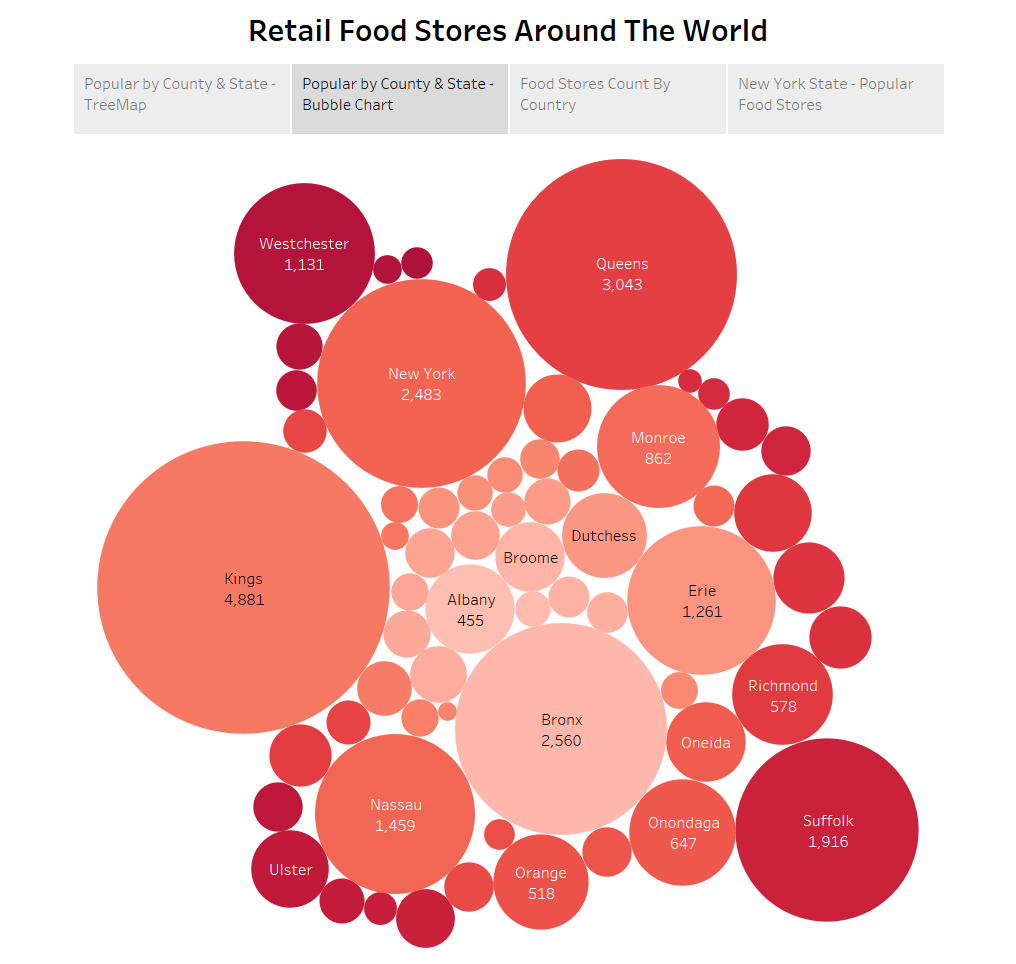 Retail Food Stores Around The World
Popular by County & State -
TreeMap
Popular by County & State -
Bubble Chart
Food Stores Count By
Country
New York State - Popular
Food Stores
Westchester
1,131
Queens
3,043
New York
2,483
Monroe
862
Dutchess
Broome
Kings
4,881
Albany
455
Erie
1,261
Richmond
578
Bronx
2,560
Oneida
Nassau
1,459
Onondaga
647
Suffolk
1,916
Ulster
Orange
518